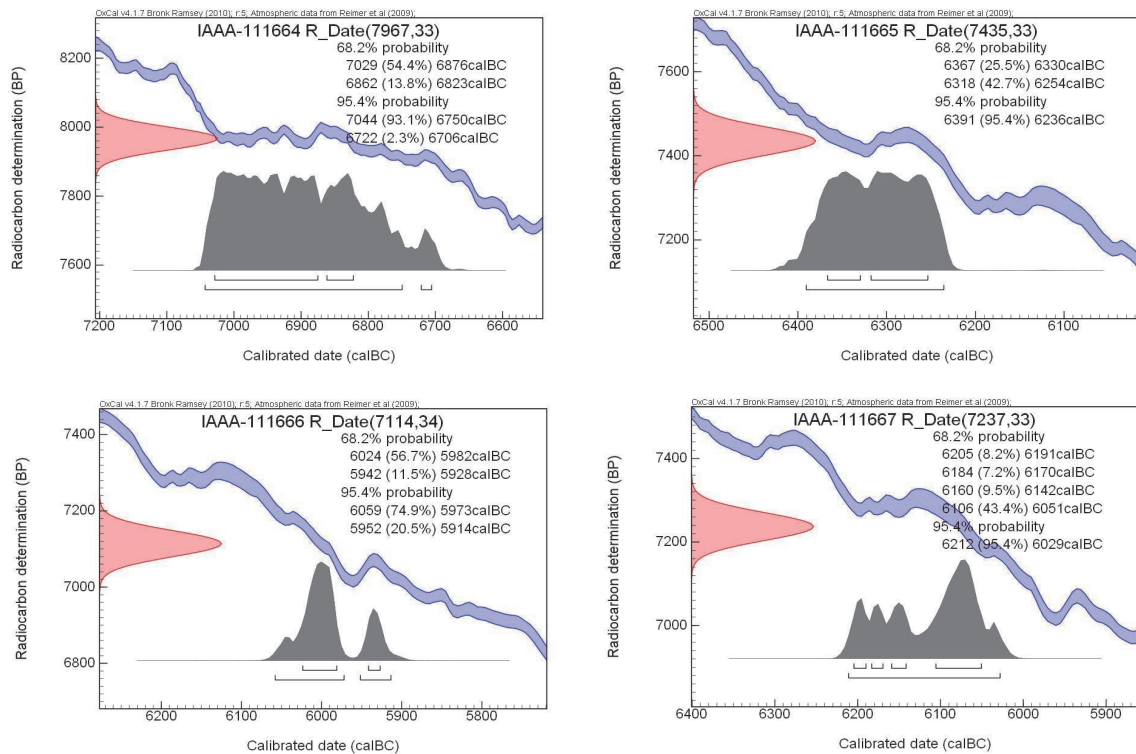 OxCal v4.1.7 Bronk Ramsey (2010); r:5; Atmospheric data from Reimer et al (2009);
IAAA-111664 R_Date(7967,33)
68.2% probability
7029 (54.4%) 6876calBC
6862 (13.8%) 6823calBC
95.4% probability
7044 (93.1%) 6750calBC
6722 (2.3%) 6706calBC
Radiocarbon determination (BP)
8200
8000
7800
7600
7200 7100 7000 6900 6800 6700 6600
Calibrated date (calBC)
OxCal v4.1.7 Bronk Ramsey (2010); r:5; Atmospheric data from Reimer et al (2009);
IAAA-111665 R_Date(7435,33)
68.2% probability
6367 (25.5%) 6330calBC
6318 (42.7%) 6254calBC
95.4% probability
6391 (95.4%) 6236calBC
Radiocarbon determination (BP)
7600
7400
7200
6500 6400 6300 6200 6100
Calibrated date (calBC)
OxCal v4.1.7 Bronk Ramsey (2010); r:5; Atmospheric data from Reimer et al (2009);
IAAA-111666 R_Date(7114,34)
68.2% probability
6024 (56.7%) 5982calBC
5942 (11.5%) 5928calBC
95.4% probability
6059 (74.9%) 5973calBC
5952 (20.5%) 5914calBC
Radiocarbon determination (BP)
7400
7200
7000
6800
6200 6100 6000 5900 5800
Calibrated date (calBC)
OxCal v4.1.7 Bronk Ramsey (2010); r:5; Atmospheric data from Reimer et al (2009);
IAAA-111667 R_Date(7237,33)
68.2% probability
6205 (8.2%) 6191calBC
6184 (7.2%) 6170calBC
6160 (9.5%) 6142calBC
6106 (43.4%) 6051calBC
95.4% probability
6212 (95.4%) 6029calBC
Radiocarbon determination (BP)
7400
7200
7000
6400 6300 6200 6100 6000 5900
Calibrated date (calBC)